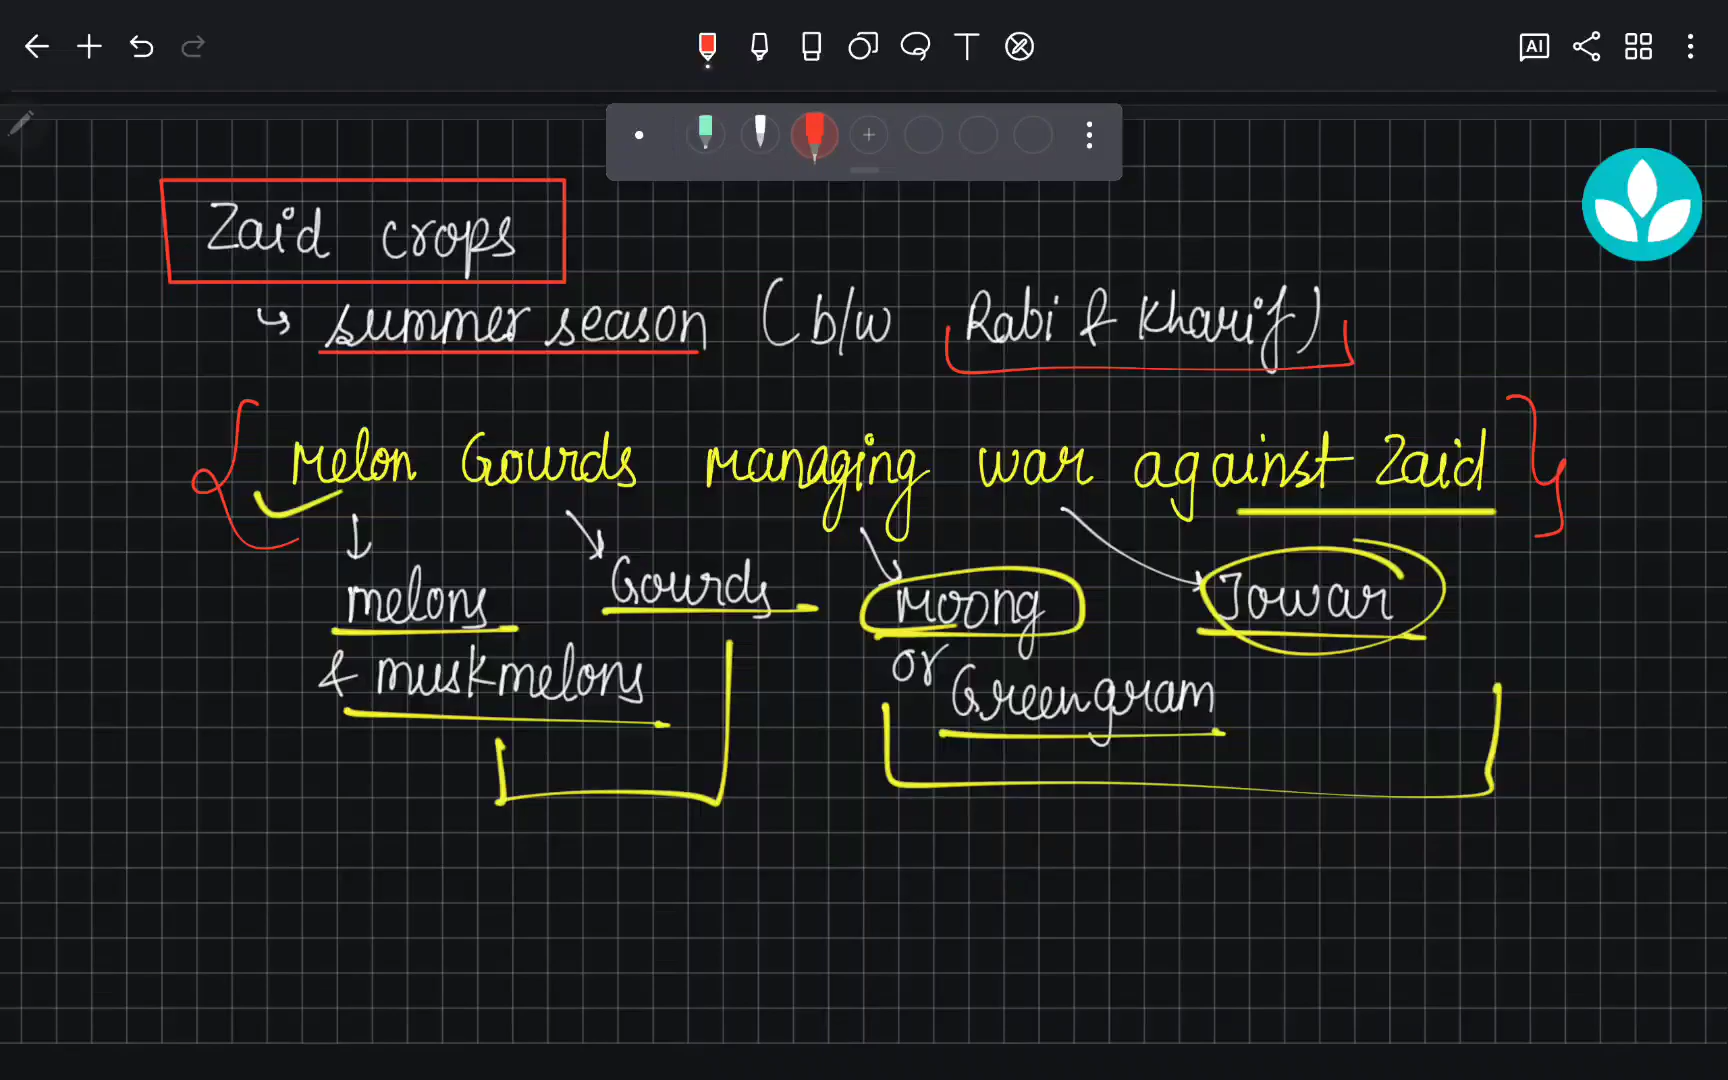 AI
T
Zaid crops
↳ summer season (b/w Rabi & Kharif)
Melon Gourds Managing war against Zaid
melons Gourds Moong Jowar
& muskmelons or Greengram